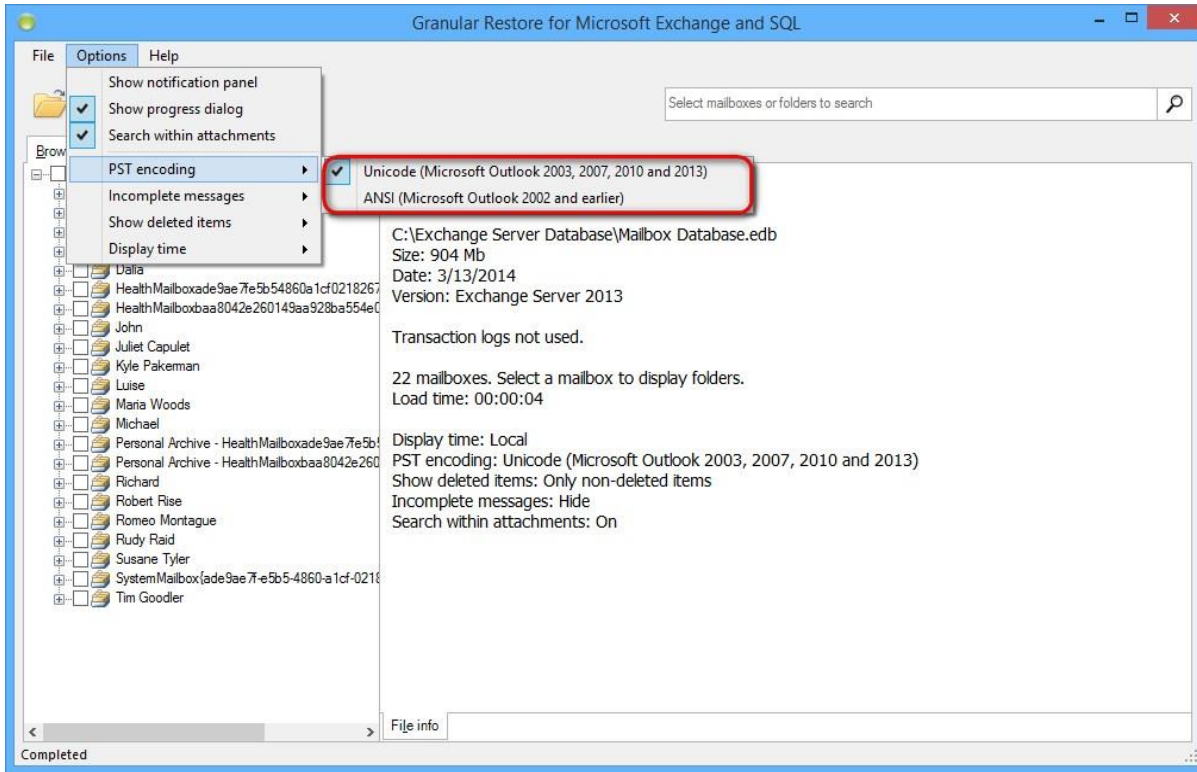 Granular Restore for Microsoft Exchange and SQL
File Options Help
Show notification panel
Show progress dialog
Search within attachments
PST encoding
Incomplete messages
Show deleted items
Display time
Unicode (Microsoft Outlook 2003, 2007, 2010 and 2013)
ANSI (Microsoft Outlook 2002 and earlier)
Select mailboxes or folders to search
Brow
Dalia
HealthMailboxade9ae7fe5b54860a1cf0218267
HealthMailboxbaa8042e260149aa928ba554e0
John
Juliet Capulet
Kyle Pakerman
Luise
Maria Woods
Michael
Personal Archive - HealthMailboxade9ae7fe5b5
Personal Archive - HealthMailboxbaa8042e260
Richard
Robert Rise
Romeo Montague
Rudy Raid
Susane Tyler
SystemMailbox{ade9ae7f-e5b5-4860-a1cf-0218
Tim Goodler
C:\Exchange Server Database\Mailbox Database.edb
Size: 904 Mb
Date: 3/13/2014
Version: Exchange Server 2013
Transaction logs not used.
22 mailboxes. Select a mailbox to display folders.
Load time: 00:00:04
Display time: Local
PST encoding: Unicode (Microsoft Outlook 2003, 2007, 2010 and 2013)
Show deleted items: Only non-deleted items
Incomplete messages: Hide
Search within attachments: On
File info
Completed